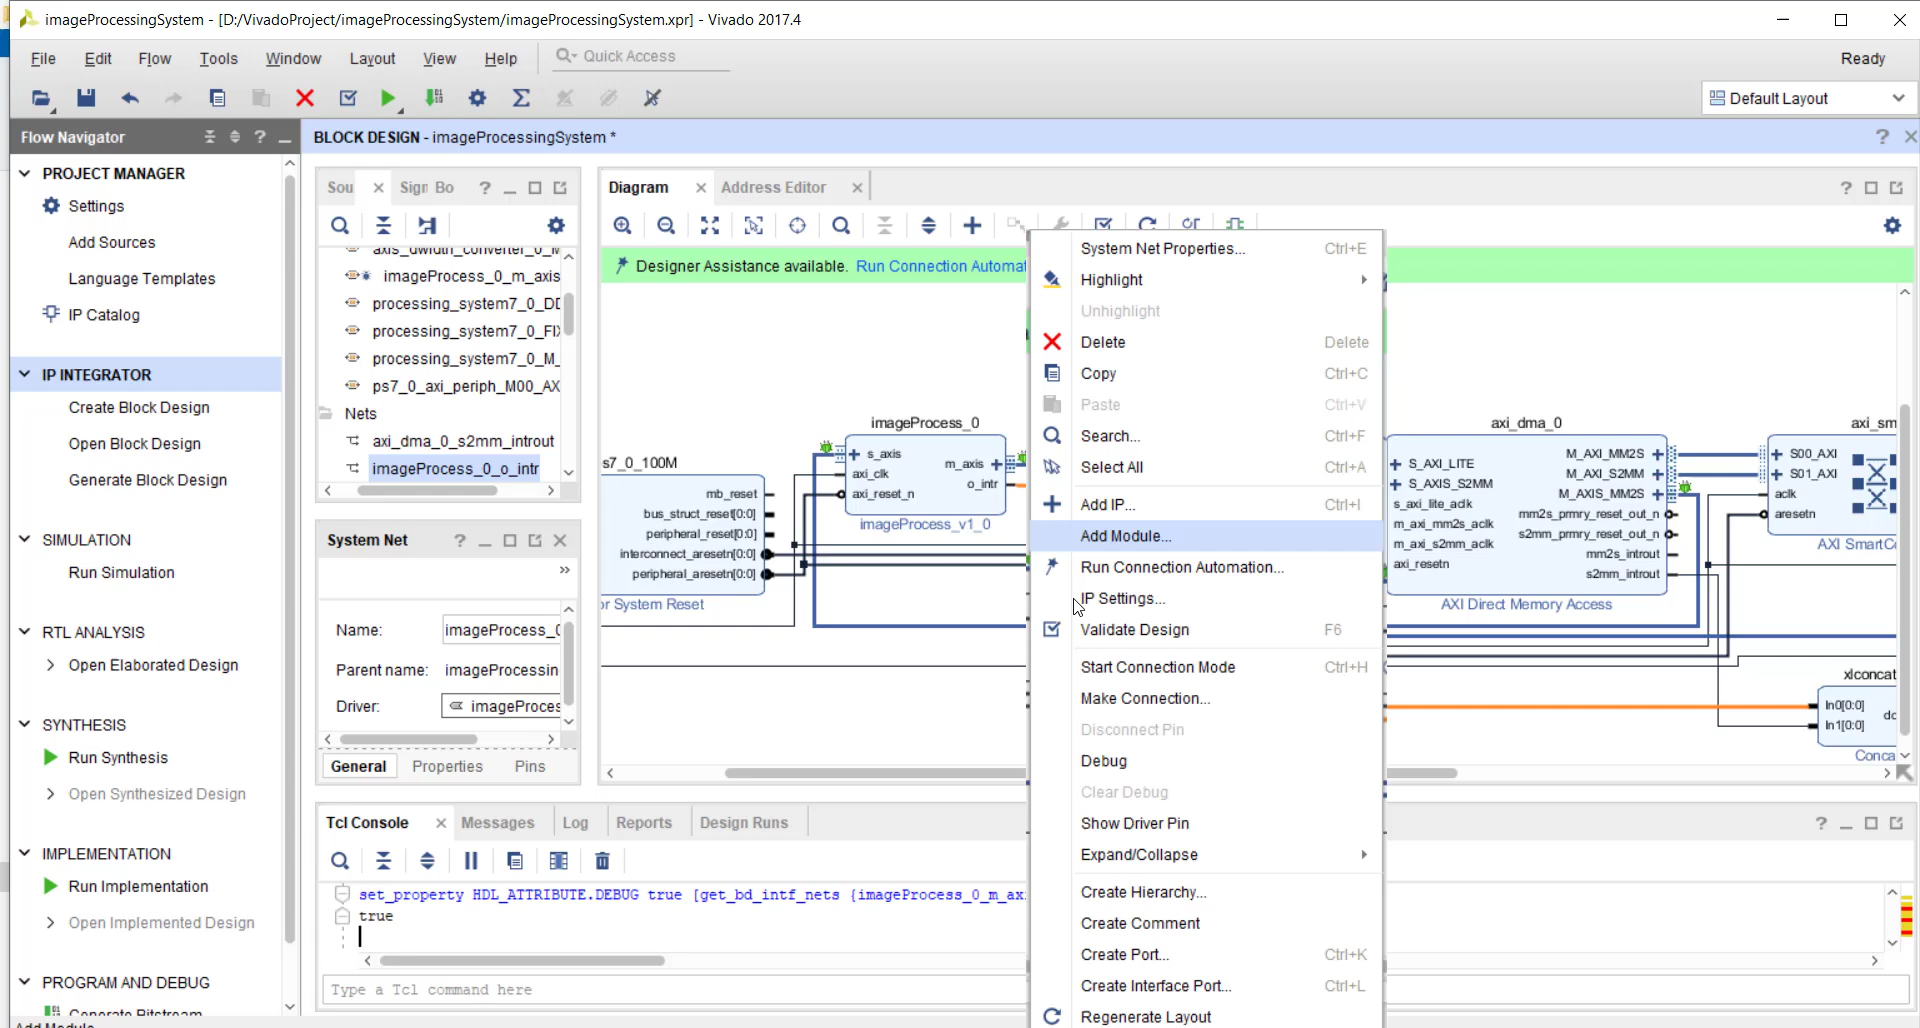 imageProcessingSystem - [D:/VivadoProject/imageProcessingSystem/imageProcessingSystem.xpr] - Vivado 2017.4
File Edit Flow Tools Window Layout View Help Quick Access Ready
Default Layout
Flow Navigator
BLOCK DESIGN - imageProcessingSystem *
PROJECT MANAGER
Settings
Add Sources
Language Templates
IP Catalog
IP INTEGRATOR
Create Block Design
Open Block Design
Generate Block Design
SIMULATION
Run Simulation
RTL ANALYSIS
Open Elaborated Design
SYNTHESIS
Run Synthesis
Open Synthesized Design
IMPLEMENTATION
Run Implementation
Open Implemented Design
PROGRAM AND DEBUG
Generate Bitstream
Add Module
Sou Sign Bo
imageProcess_0_m_axis
processing_system7_0_DD
processing_system7_0_FIX
processing_system7_0_M_
ps7_0_axi_periph_M00_AX
Nets
axi_dma_0_s2mm_introut
imageProcess_0_o_intr
System Net
Name: imageProcess_0
Parent name: imageProcessin
Driver: imageProces
General Properties Pins
Diagram Address Editor
Designer Assistance available. Run Connection Automat
s7_0_100M
mb_reset
bus_struct_reset[0:0]
peripheral_reset[0:0]
interconnect_aresetn[0:0]
peripheral_aresetn[0:0]
or System Reset
imageProcess_0
s_axis
axi_clk
axi_reset_n
m_axis
o_intr
imageProcess_v1_0
System Net Properties... Ctrl+E
Highlight
Unhighlight
Delete Delete
Copy Ctrl+C
Paste Ctrl+V
Search... Ctrl+F
Select All Ctrl+A
Add IP... Ctrl+I
Add Module...
Run Connection Automation...
IP Settings...
Validate Design F6
Start Connection Mode Ctrl+H
Make Connection...
Disconnect Pin
Debug
Clear Debug
Show Driver Pin
Expand/Collapse
Create Hierarchy...
Create Comment
Create Port... Ctrl+K
Create Interface Port... Ctrl+L
Regenerate Layout
axi_dma_0
S_AXI_LITE
S_AXIS_S2MM
s_axi_lite_aclk
m_axi_mm2s_aclk
m_axi_s2mm_aclk
axi_resetn
M_AXI_MM2S
M_AXI_S2MM
M_AXIS_MM2S
mm2s_prmry_reset_out_n
s2mm_prmry_reset_out_n
mm2s_introut
s2mm_introut
AXI Direct Memory Access
axi_sm
S00_AXI
S01_AXI
aclk
aresetn
AXI SmartCo
xlconcat
In0[0:0]
In1[0:0]
Conca
Tcl Console Messages Log Reports Design Runs
set_property HDL_ATTRIBUTE.DEBUG true [get_bd_intf_nets {imageProcess_0_m_ax
true
Type a Tcl command here